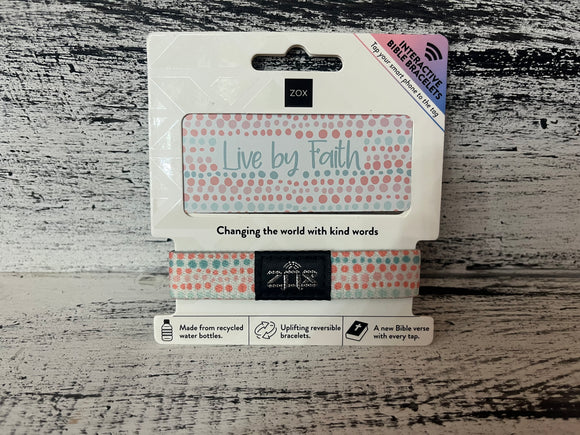 ZOX
INTERACTIVE
BIBLE BRACELETS
Tap your smart phone to the tag
Live by Faith
Changing the world with kind words
ZOX
Made from recycled
water bottles.
Uplifting reversible
bracelets.
A new Bible verse
with every tap.